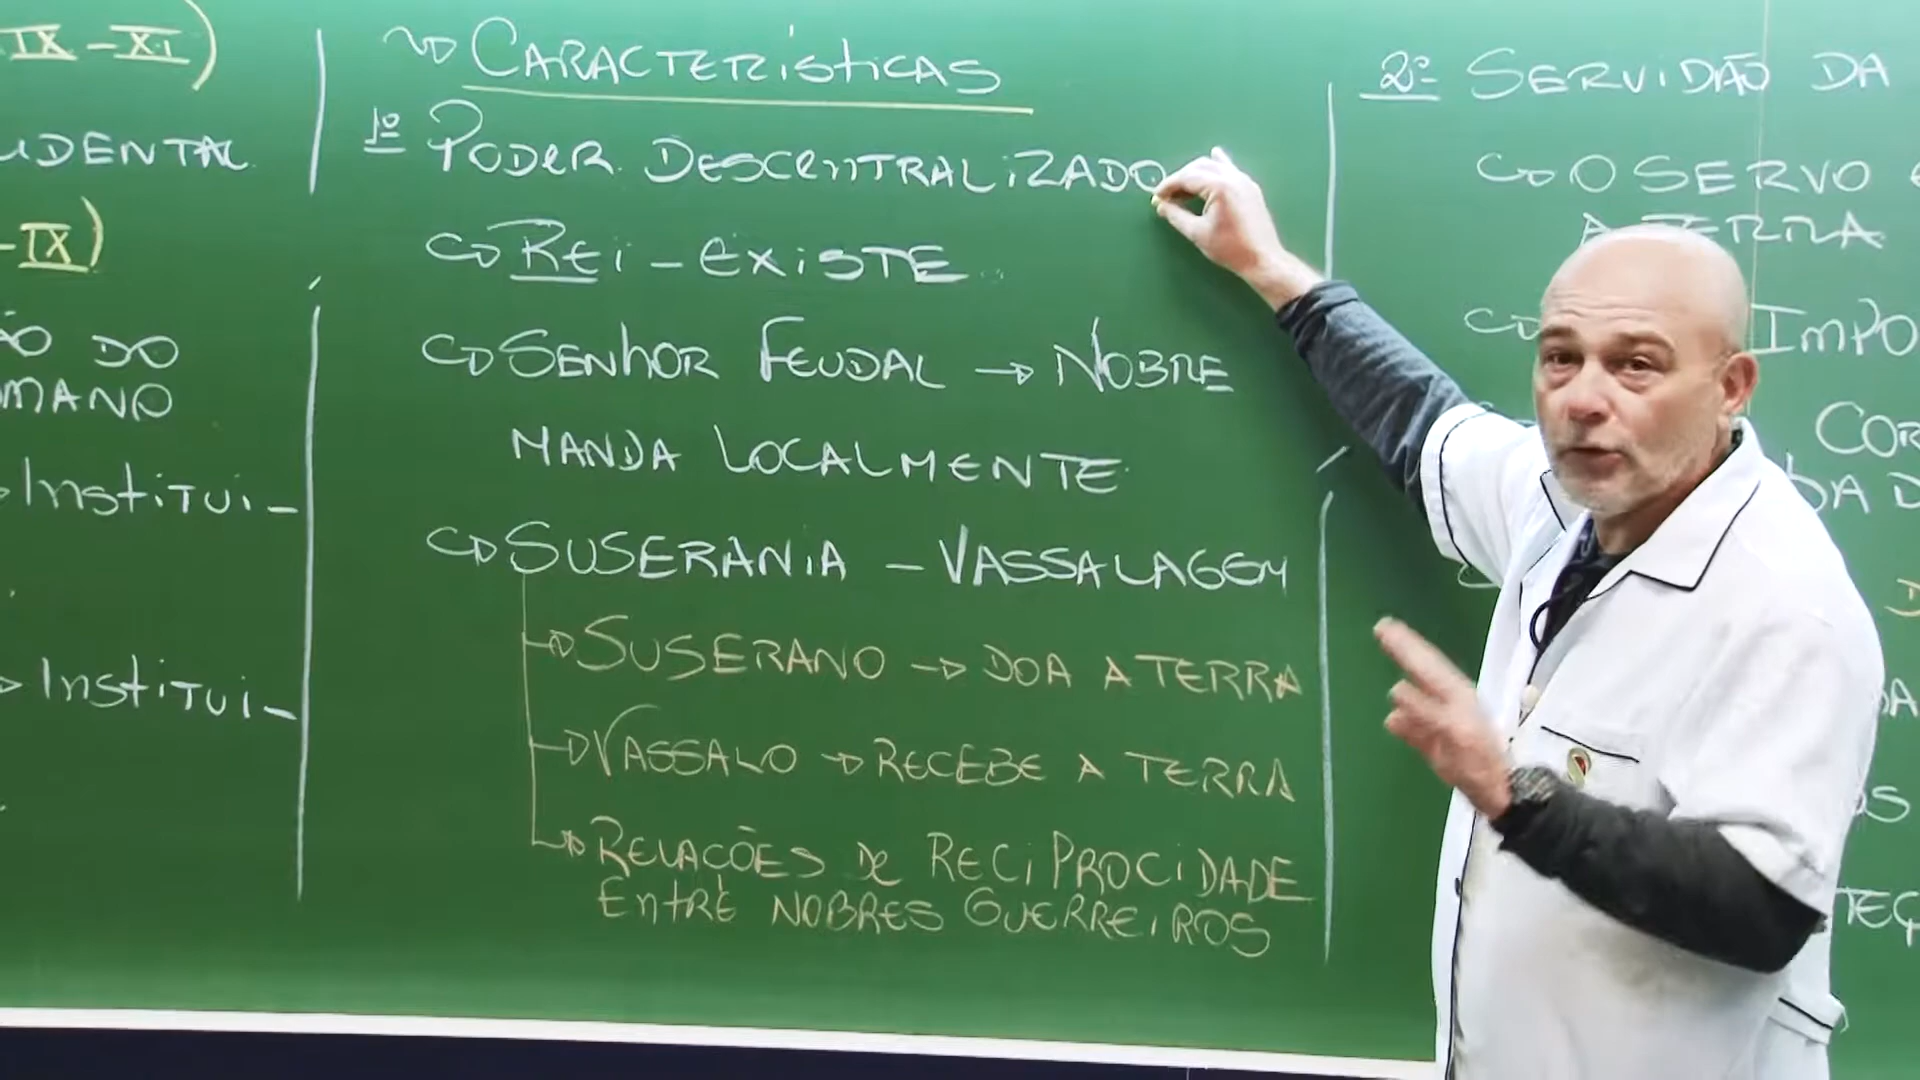 IX - XI)
-IX)
ÃO DO
MANO
Institui-
Institui-
Características
1º Poder Descentralizado
Rei - existe
Senhor Feudal → Nobre
manda localmente
Suserania - Vassalagem
Suserano → doa a terra
Vassalo → recebe a terra
Relações de reciprocidade
entre nobres guerreiros
2º Servidão da
O servo
a terra
Impo
Cor
da D